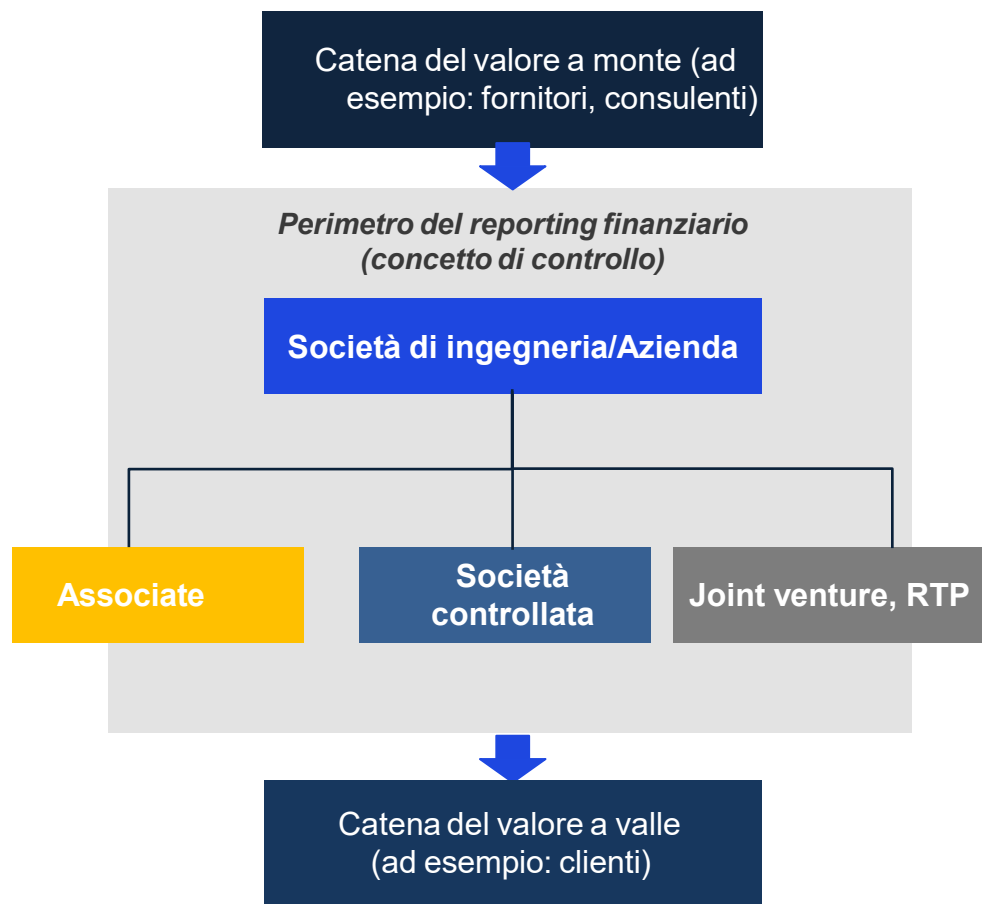 Catena del valore a monte (ad
esempio: fornitori, consulenti)
Perimetro del reporting finanziario
(concetto di controllo)
Società di ingegneria/Azienda
Associate
Società
controllata
Joint venture, RTP
Catena del valore a valle
(ad esempio: clienti)